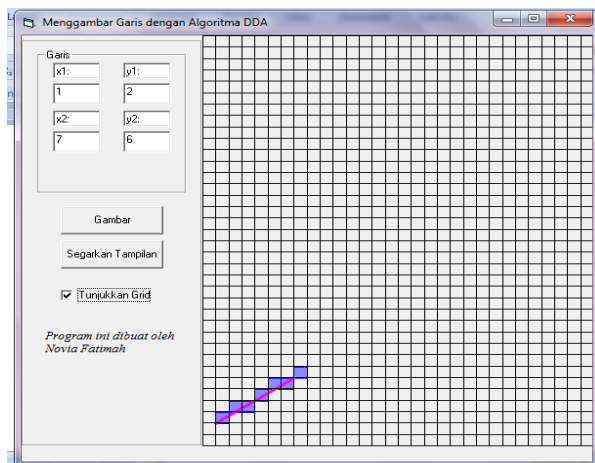 Menggambar Garis dengan Algoritma DDA
Garis
x1: y1:
1 2
x2: y2:
7 6
Gambar
Segarkan Tampilan
Tunjukkan Grid
Program ini dibuat oleh
Novia Fatimah